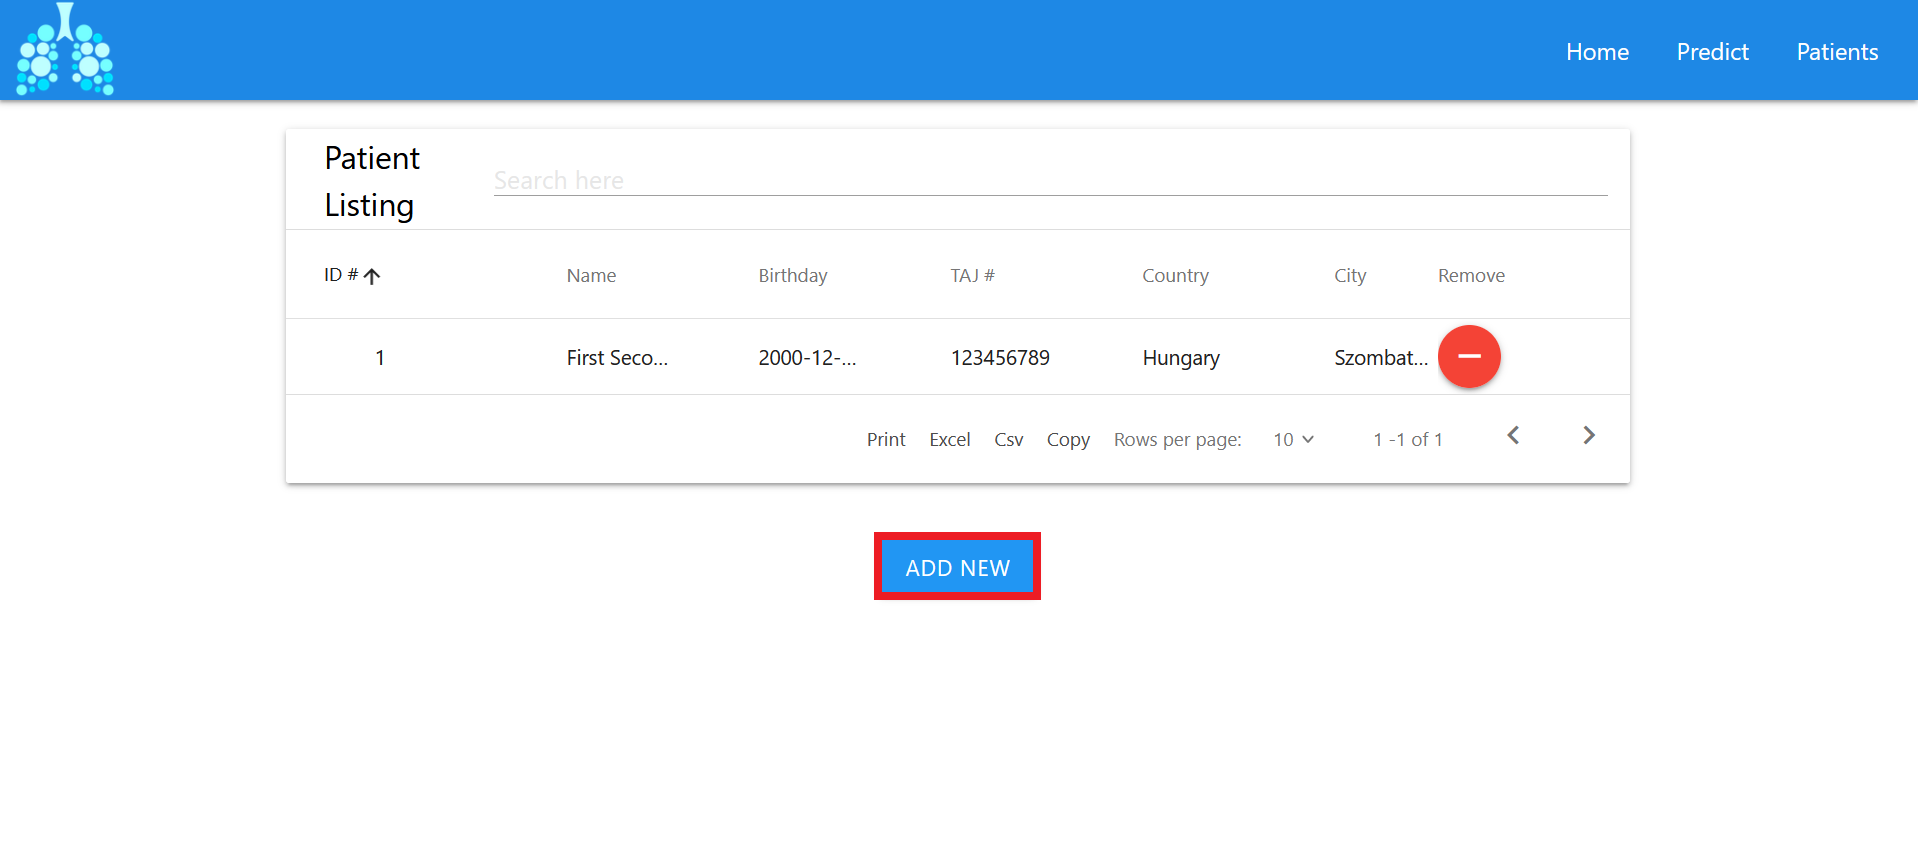 Home Predict Patients
Patient
Listing
Search here
ID # Name Birthday TAJ # Country City Remove
1 First Seco... 2000-12-... 123456789 Hungary Szombat...
Print Excel Csv Copy Rows per page: 10 1 -1 of 1
ADD NEW